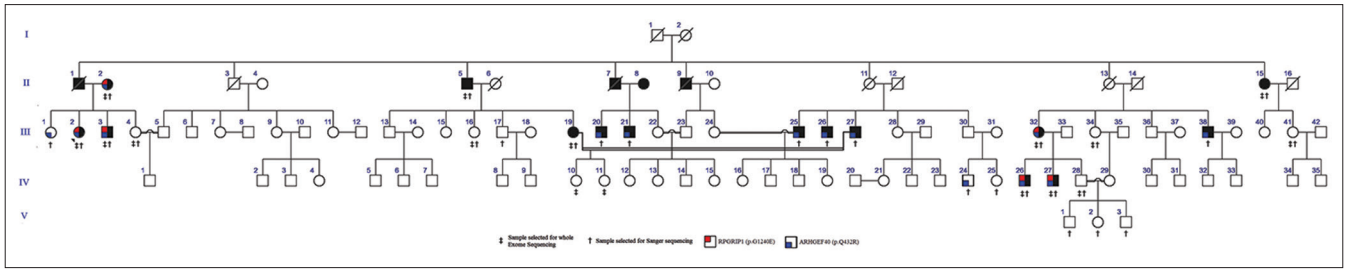 I
1 2
II
1 2 3 4 5 6 7 8 9 10 11 12 13 14 15 16
‡† ‡† ‡†
III
1 2 3 4 5 6 7 8 9 10 11 12 13 14 15 16 17 18 19 20 21 22 23 24 25 26 27 28 29 30 31 32 33 34 35 36 37 38 39 40 41 42
† ‡† ‡† ‡† ‡† † ‡† † † † † † ‡† ‡† † ‡†
IV
1 2 3 4 5 6 7 8 9 10 11 12 13 14 15 16 17 18 19 20 21 22 23 24 25 26 27 28 29 30 31 32 33 34 35
‡ ‡ † † ‡† ‡† ‡†
V
1 2 3
† † †
‡ Sample selected for whole Exome Sequencing † Sample selected for Sanger sequencing RPGRIP1 (p.G1240E) ARHGEF40 (p.Q432R)